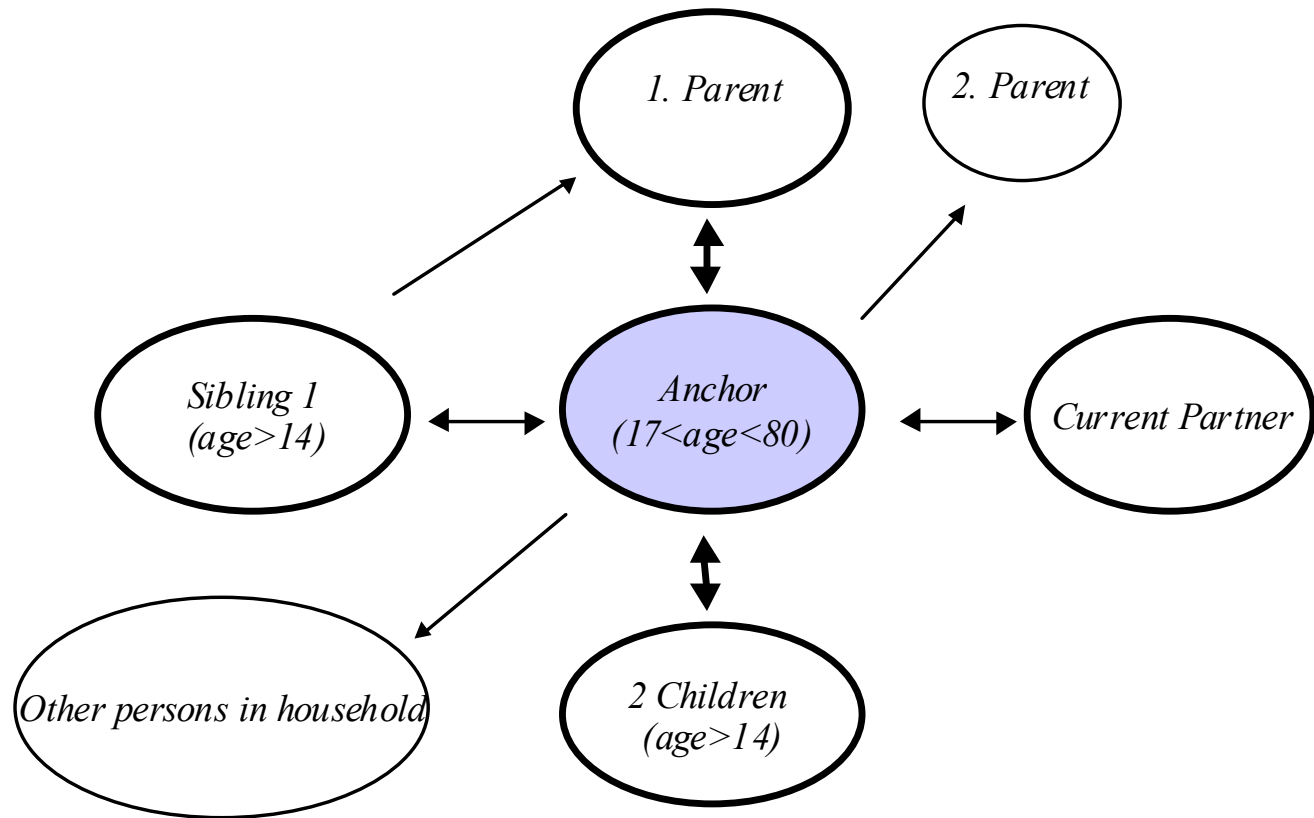 1. Parent
2. Parent
Sibling 1
(age>14)
Anchor
(17<age<80)
Current Partner
Other persons in household
2 Children
(age>14)